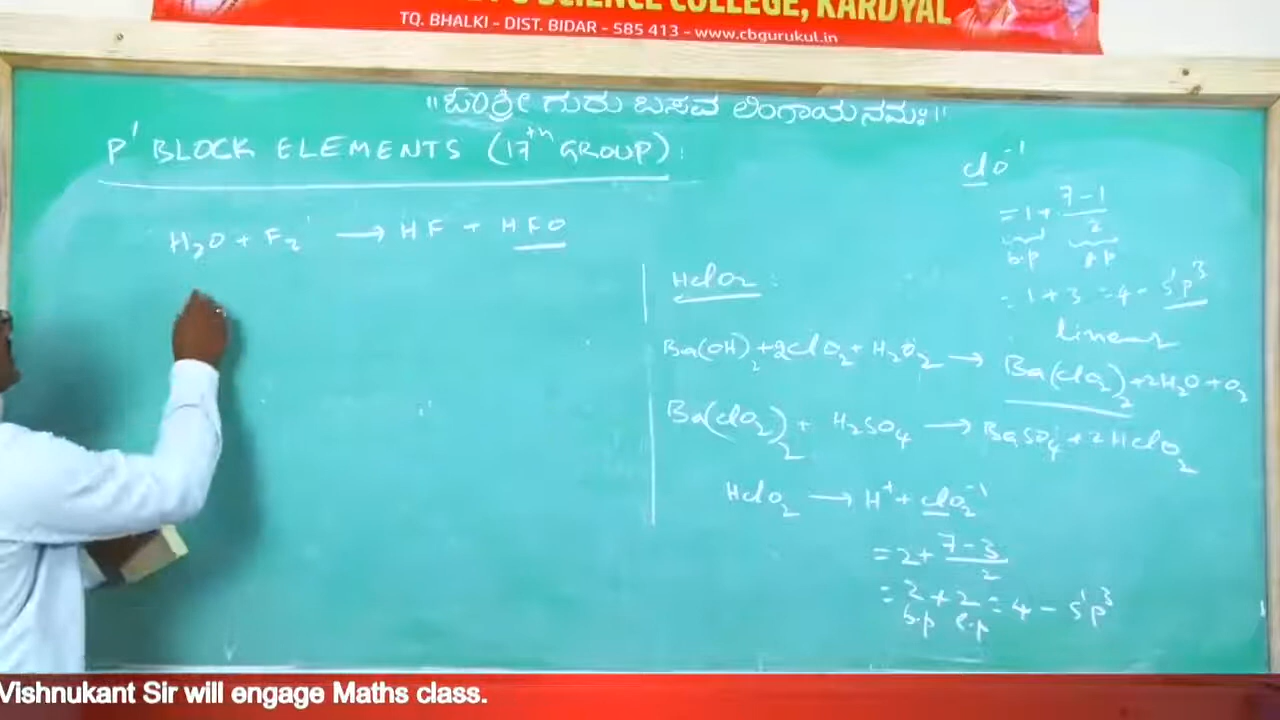 SCIENCE COLLEGE, KARDYAL
TQ. BHALKI - DIST. BIDAR - 585 413 - www.cbgurukul.in
"ಓಂ ಶ್ರೀ ಗುರು ಬಸವ ಲಿಂಗಾಯ ನಮಃ"
P' BLOCK ELEMENTS (17th GROUP):
H₂O + F₂ → HF + HFO
ClO⁻¹
= 1 + (7-1)/2
b.p l.p
= 1 + 3 = 4 - s¹p³
linear
HClO₂:
Ba(OH)₂ + 2ClO₂ + H₂O₂ → Ba(ClO₂)₂ + 2H₂O + O₂
Ba(ClO₂)₂ + H₂SO₄ → BaSO₄ + 2HClO₂
HClO₂ → H⁺ + ClO₂⁻¹
= 2 + (7-3)/2
= 2 + 2 = 4 - s¹p³
b.p l.p
Vishnukant Sir will engage Maths class.